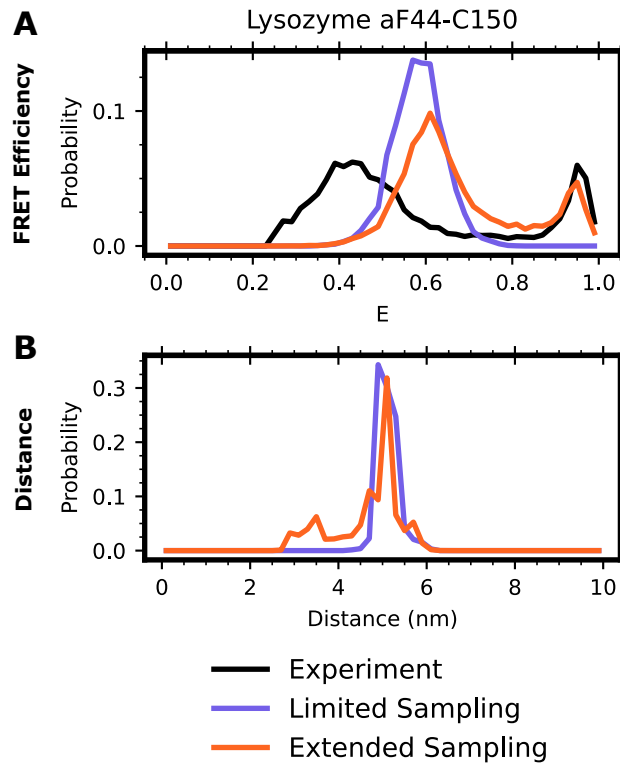 A
Lysozyme aF44-C150
FRET Efficiency
Probability
0.1
0.0
0.0 0.2 0.4 0.6 0.8 1.0
E
B
Distance
Probability
0.3
0.2
0.1
0.0
0 2 4 6 8 10
Distance (nm)
Experiment
Limited Sampling
Extended Sampling